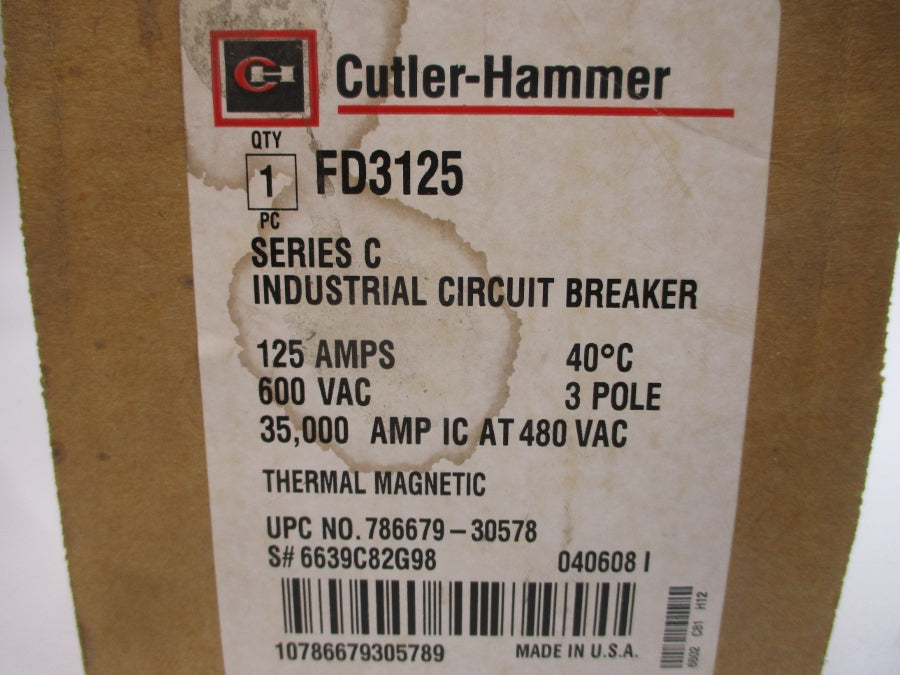 CH Cutler-Hammer
QTY
1 FD3125
PC
SERIES C
INDUSTRIAL CIRCUIT BREAKER
125 AMPS 40°C
600 VAC 3 POLE
35,000 AMP IC AT 480 VAC
THERMAL MAGNETIC
UPC NO. 786679-30578
S# 6639C82G98 040608 I
10786679305789 MADE IN U.S.A.
6602 C81 H12